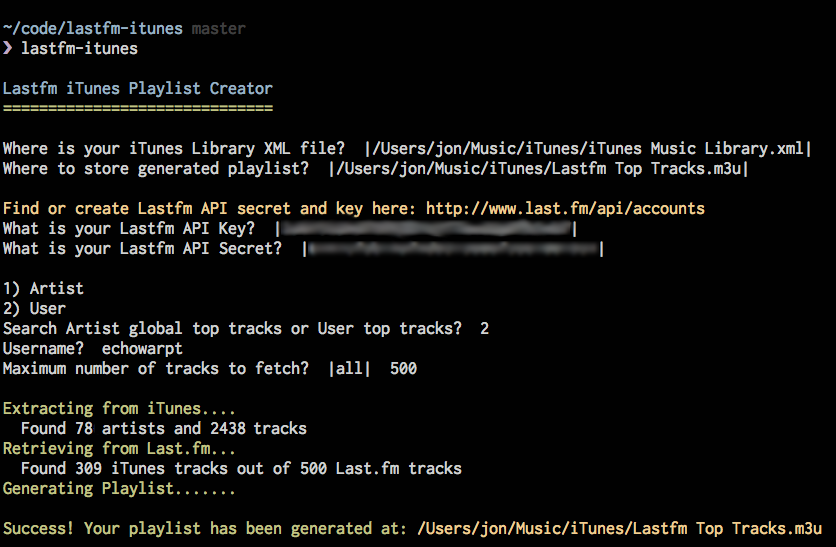 ~/code/lastfm-itunes master
❯ lastfm-itunes
Lastfm iTunes Playlist Creator
==============================
Where is your iTunes Library XML file?  |/Users/jon/Music/iTunes/iTunes Music Library.xml|
Where to store generated playlist?  |/Users/jon/Music/iTunes/Lastfm Top Tracks.m3u|
Find or create Lastfm API secret and key here: http://www.last.fm/api/accounts
What is your Lastfm API Key?  | |
What is your Lastfm API Secret?  | |
1) Artist
2) User
Search Artist global top tracks or User top tracks?  2
Username?  echowarpt
Maximum number of tracks to fetch?  |all|  500
Extracting from iTunes....
  Found 78 artists and 2438 tracks
Retrieving from Last.fm...
  Found 309 iTunes tracks out of 500 Last.fm tracks
Generating Playlist.......
Success! Your playlist has been generated at: /Users/jon/Music/iTunes/Lastfm Top Tracks.m3u